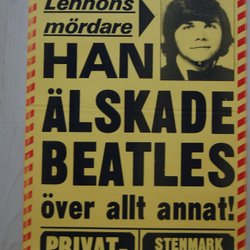 Lennons
mördare
HAN
ÄLSKADE
BEATLES
över allt annat!
PRIVAT-
STENMARK